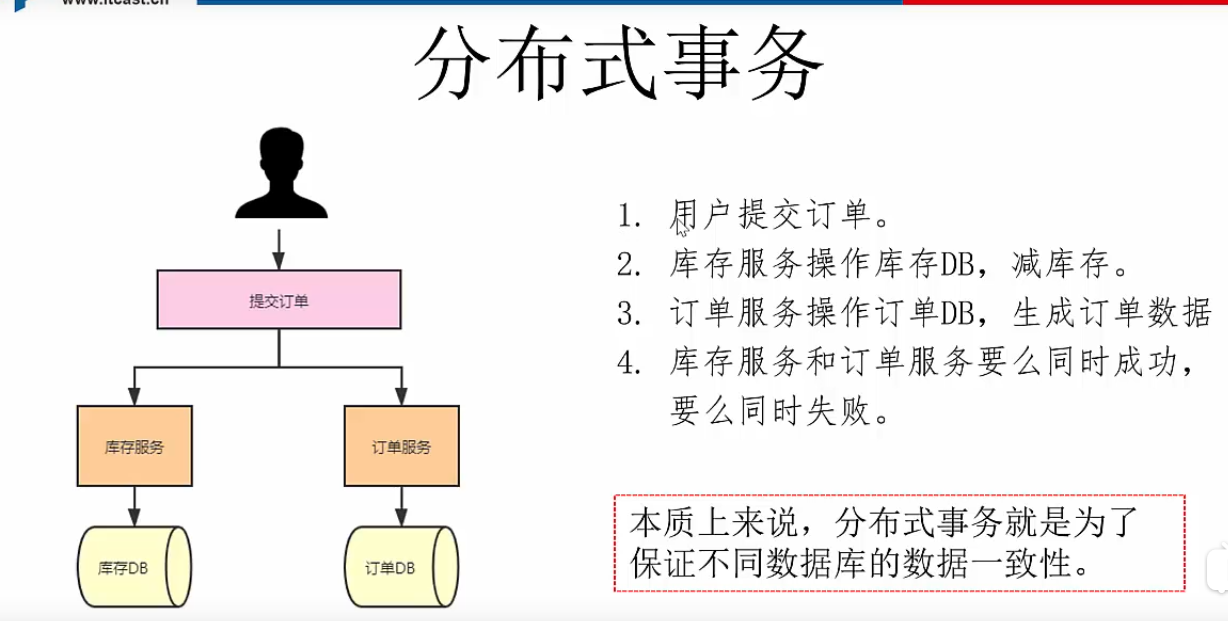 www.itcast.cn
分布式事务
提交订单
库存服务
订单服务
库存DB
订单DB
1. 用户提交订单。
2. 库存服务操作库存DB，减库存。
3. 订单服务操作订单DB，生成订单数据
4. 库存服务和订单服务要么同时成功，
要么同时失败。
本质上来说，分布式事务就是为了
保证不同数据库的数据一致性。